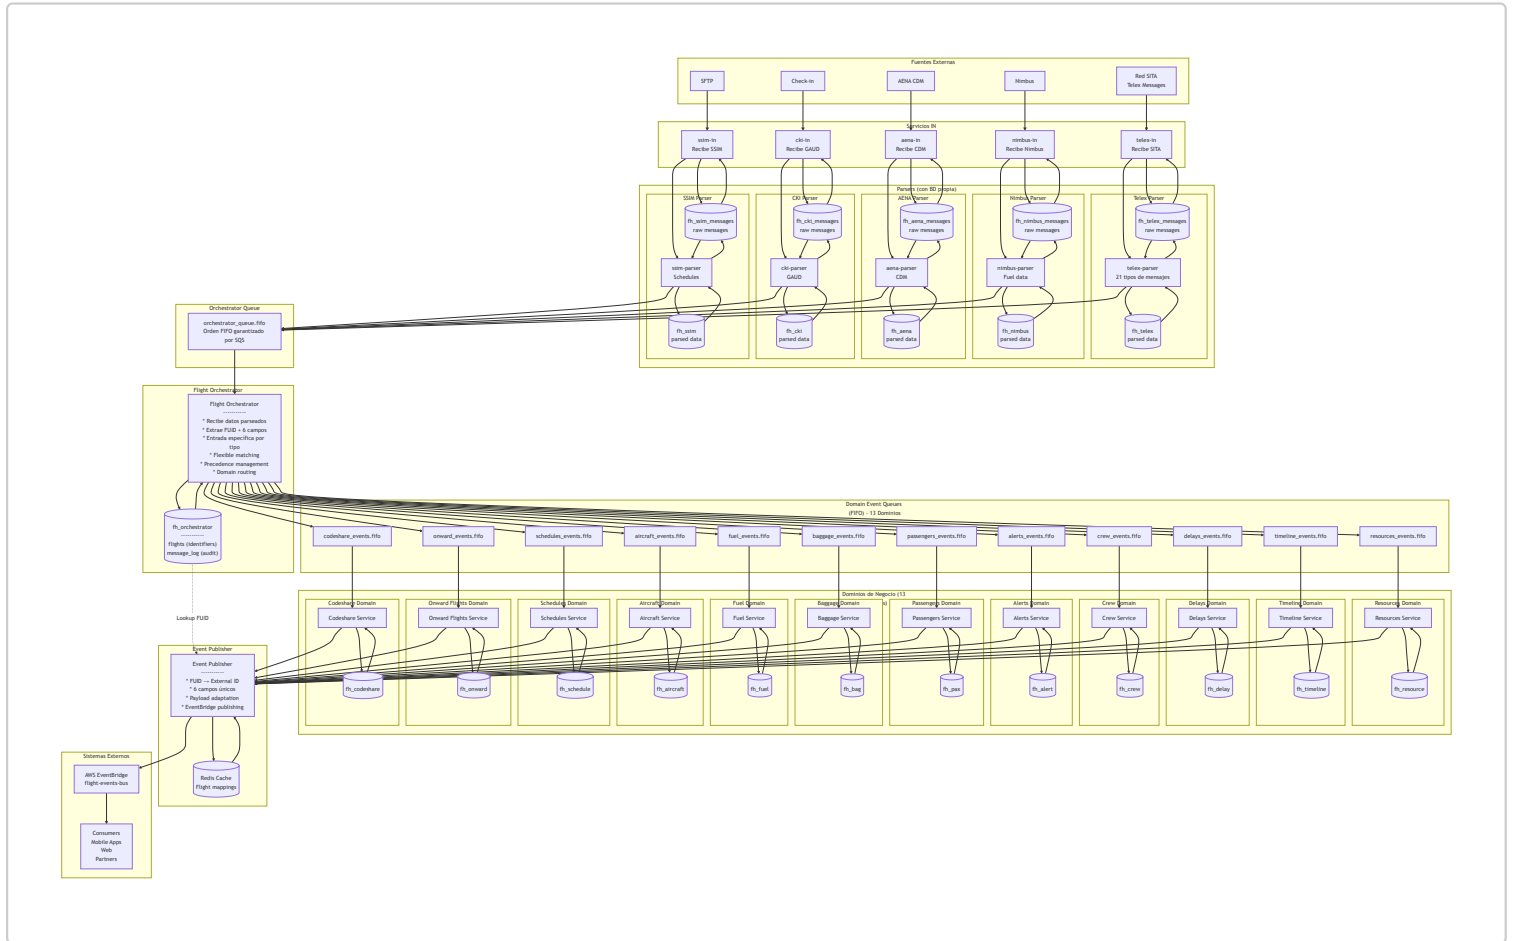 Fuentes Externas
SFTP
Check-in
AENA CDM
Nimbus
Red SITA
Telex Messages
Servicios IN
ssim-in
Recibe SSIM
cki-in
Recibe GAUD
aena-in
Recibe CDM
nimbus-in
Recibe Nimbus
telex-in
Recibe SITA
Parsers (con BD propia)
SSIM Parser
CKI Parser
AENA Parser
Nimbus Parser
Telex Parser
fh_ssim_messages
raw messages
fh_cki_messages
raw messages
fh_aena_messages
raw messages
fh_nimbus_messages
raw messages
fh_telex_messages
raw messages
ssim-parser
Schedules
cki-parser
GAUD
aena-parser
CDM
nimbus-parser
Fuel data
telex-parser
21 tipos de mensajes
fh_ssim
parsed data
fh_cki
parsed data
fh_aena
parsed data
fh_nimbus
parsed data
fh_telex
parsed data
Orchestrator Queue
orchestrator_queue.fifo
Orden FIFO garantizado
por SQS
Flight Orchestrator
Flight Orchestrator
-----------
* Recibe datos parseados
* Extrae FUID + 6 campos
* Entrada específica por
tipo
* Flexible matching
* Precedence management
* Domain routing
fh_orchestrator
-----------
flights (identifiers)
message_log (audit)
Domain Event Queues
(FIFO) - 13 Dominios
codeshare_events.fifo
onward_events.fifo
schedules_events.fifo
aircraft_events.fifo
fuel_events.fifo
baggage_events.fifo
passengers_events.fifo
alerts_events.fifo
crew_events.fifo
delays_events.fifo
timeline_events.fifo
resources_events.fifo
Dominios de Negocio (13
Codeshare Domain
Onward Flights Domain
Schedules Domain
Aircraft Domain
Fuel Domain
Baggage Domain
Passengers Domain
Alerts Domain
Crew Domain
Delays Domain
Timeline Domain
Resources Domain
Codeshare Service
Onward Flights Service
Schedules Service
Aircraft Service
Fuel Service
Baggage Service
Passengers Service
Alerts Service
Crew Service
Delays Service
Timeline Service
Resources Service
fh_codeshare
fh_onward
fh_schedule
fh_aircraft
fh_fuel
fh_bag
fh_pax
fh_alert
fh_crew
fh_delay
fh_timeline
fh_resource
Lookup FUID
Event Publisher
Event Publisher
-----------
* FUID → External ID
* 6 campos únicos
* Payload adaptation
* EventBridge publishing
Redis Cache
Flight mappings
Sistemas Externos
AWS EventBridge
flight-events-bus
Consumers
Mobile Apps
Web
Partners